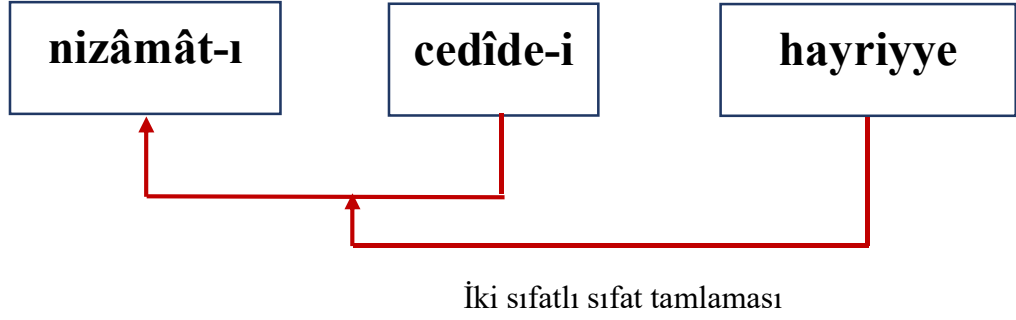 nizâmât-ı cedîde-i hayriyye
İki sıfatlı sıfat tamlaması